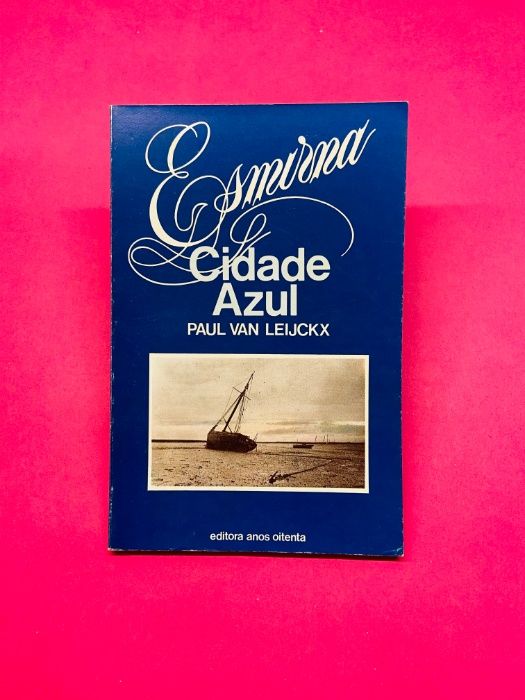 Esmirna
Cidade
Azul
PAUL VAN LEIJCKX
editora anos oitenta